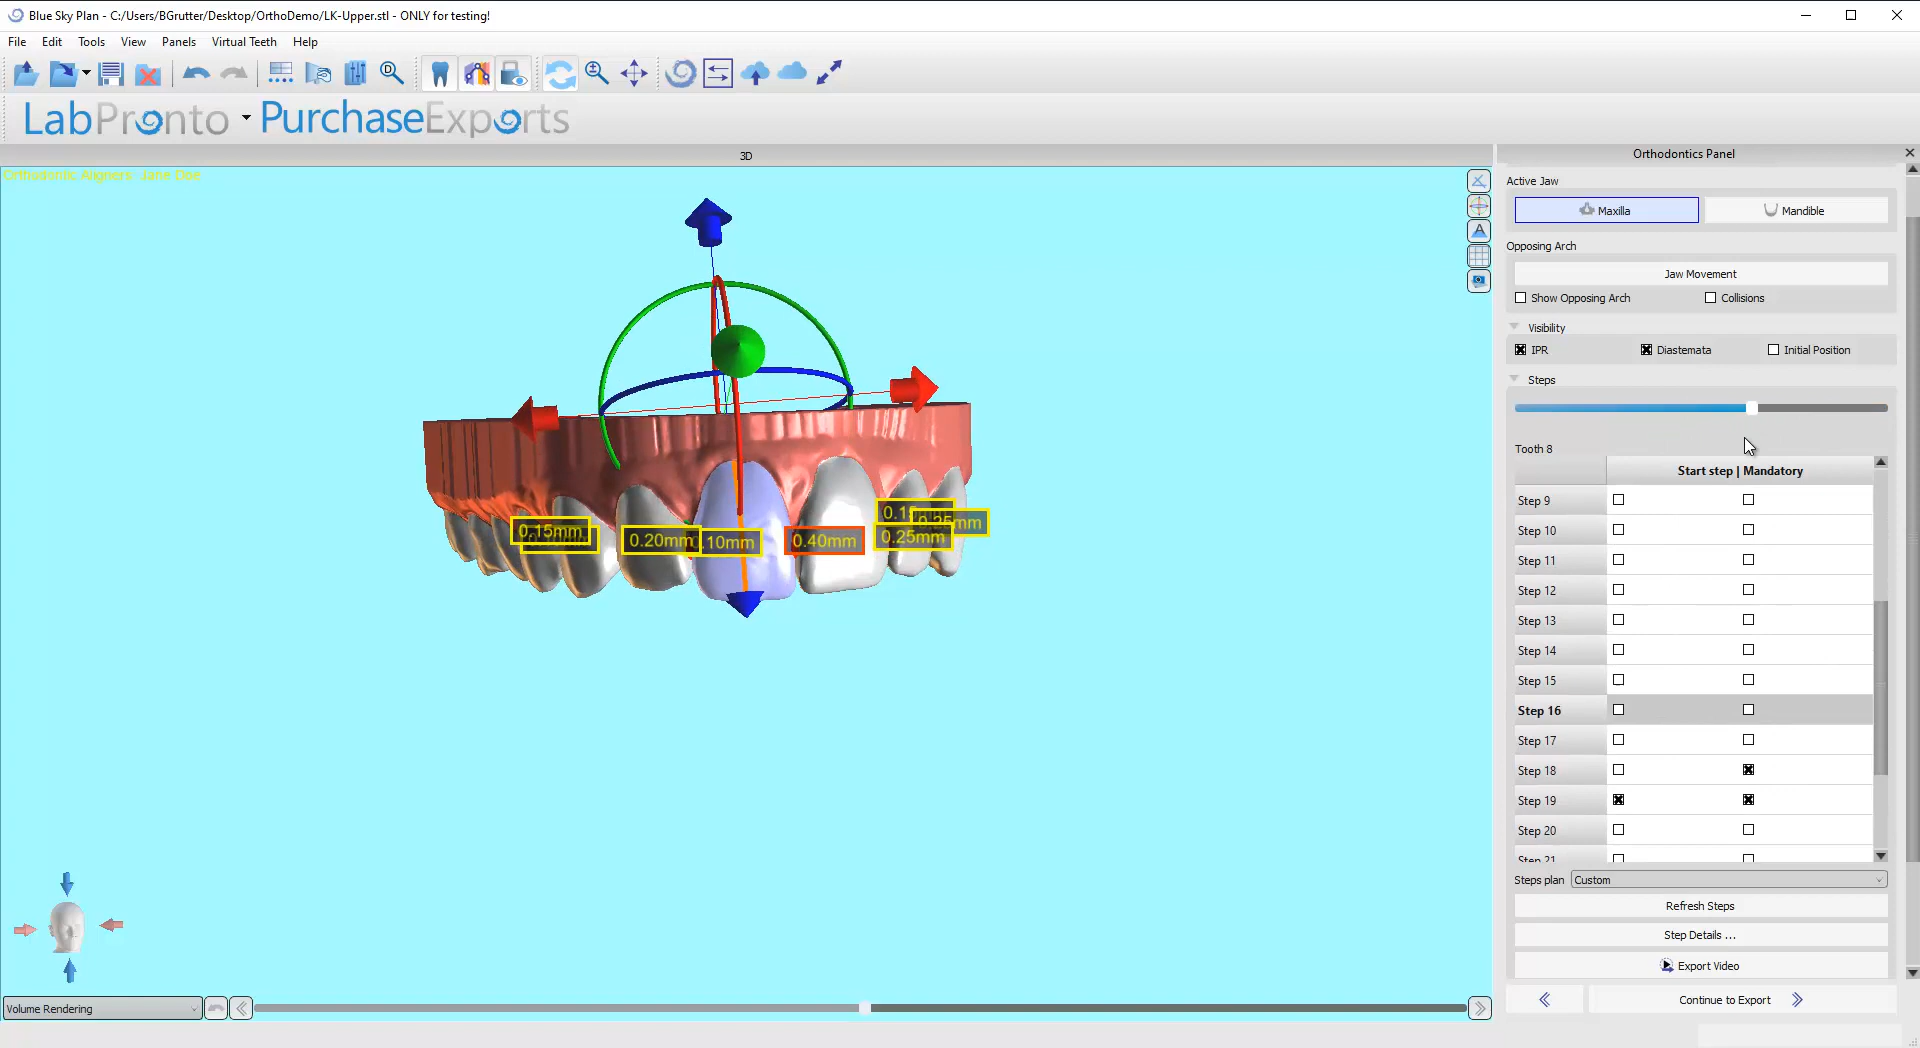 Blue Sky Plan - C:/Users/BGrutter/Desktop/OrthoDemo/LK-Upper.stl - ONLY for testing!
File Edit Tools View Panels Virtual Teeth Help
LabPronto PurchaseExports
3D
Orthodontics Panel
Orthodontic Aligners: Jane Doe
Active Jaw
Maxilla Mandible
Opposing Arch
Jaw Movement
Show Opposing Arch Collisions
Visibility
IPR Diastemata Initial Position
Steps
Tooth 8
Start step | Mandatory
Step 9
Step 10
Step 11
Step 12
Step 13
Step 14
Step 15
Step 16
Step 17
Step 18
Step 19
Step 20
Step 21
0.15mm
0.20mm
0.40mm
0.25mm
Steps plan Custom
Refresh Steps
Step Details ...
Export Video
Continue to Export
Volume Rendering